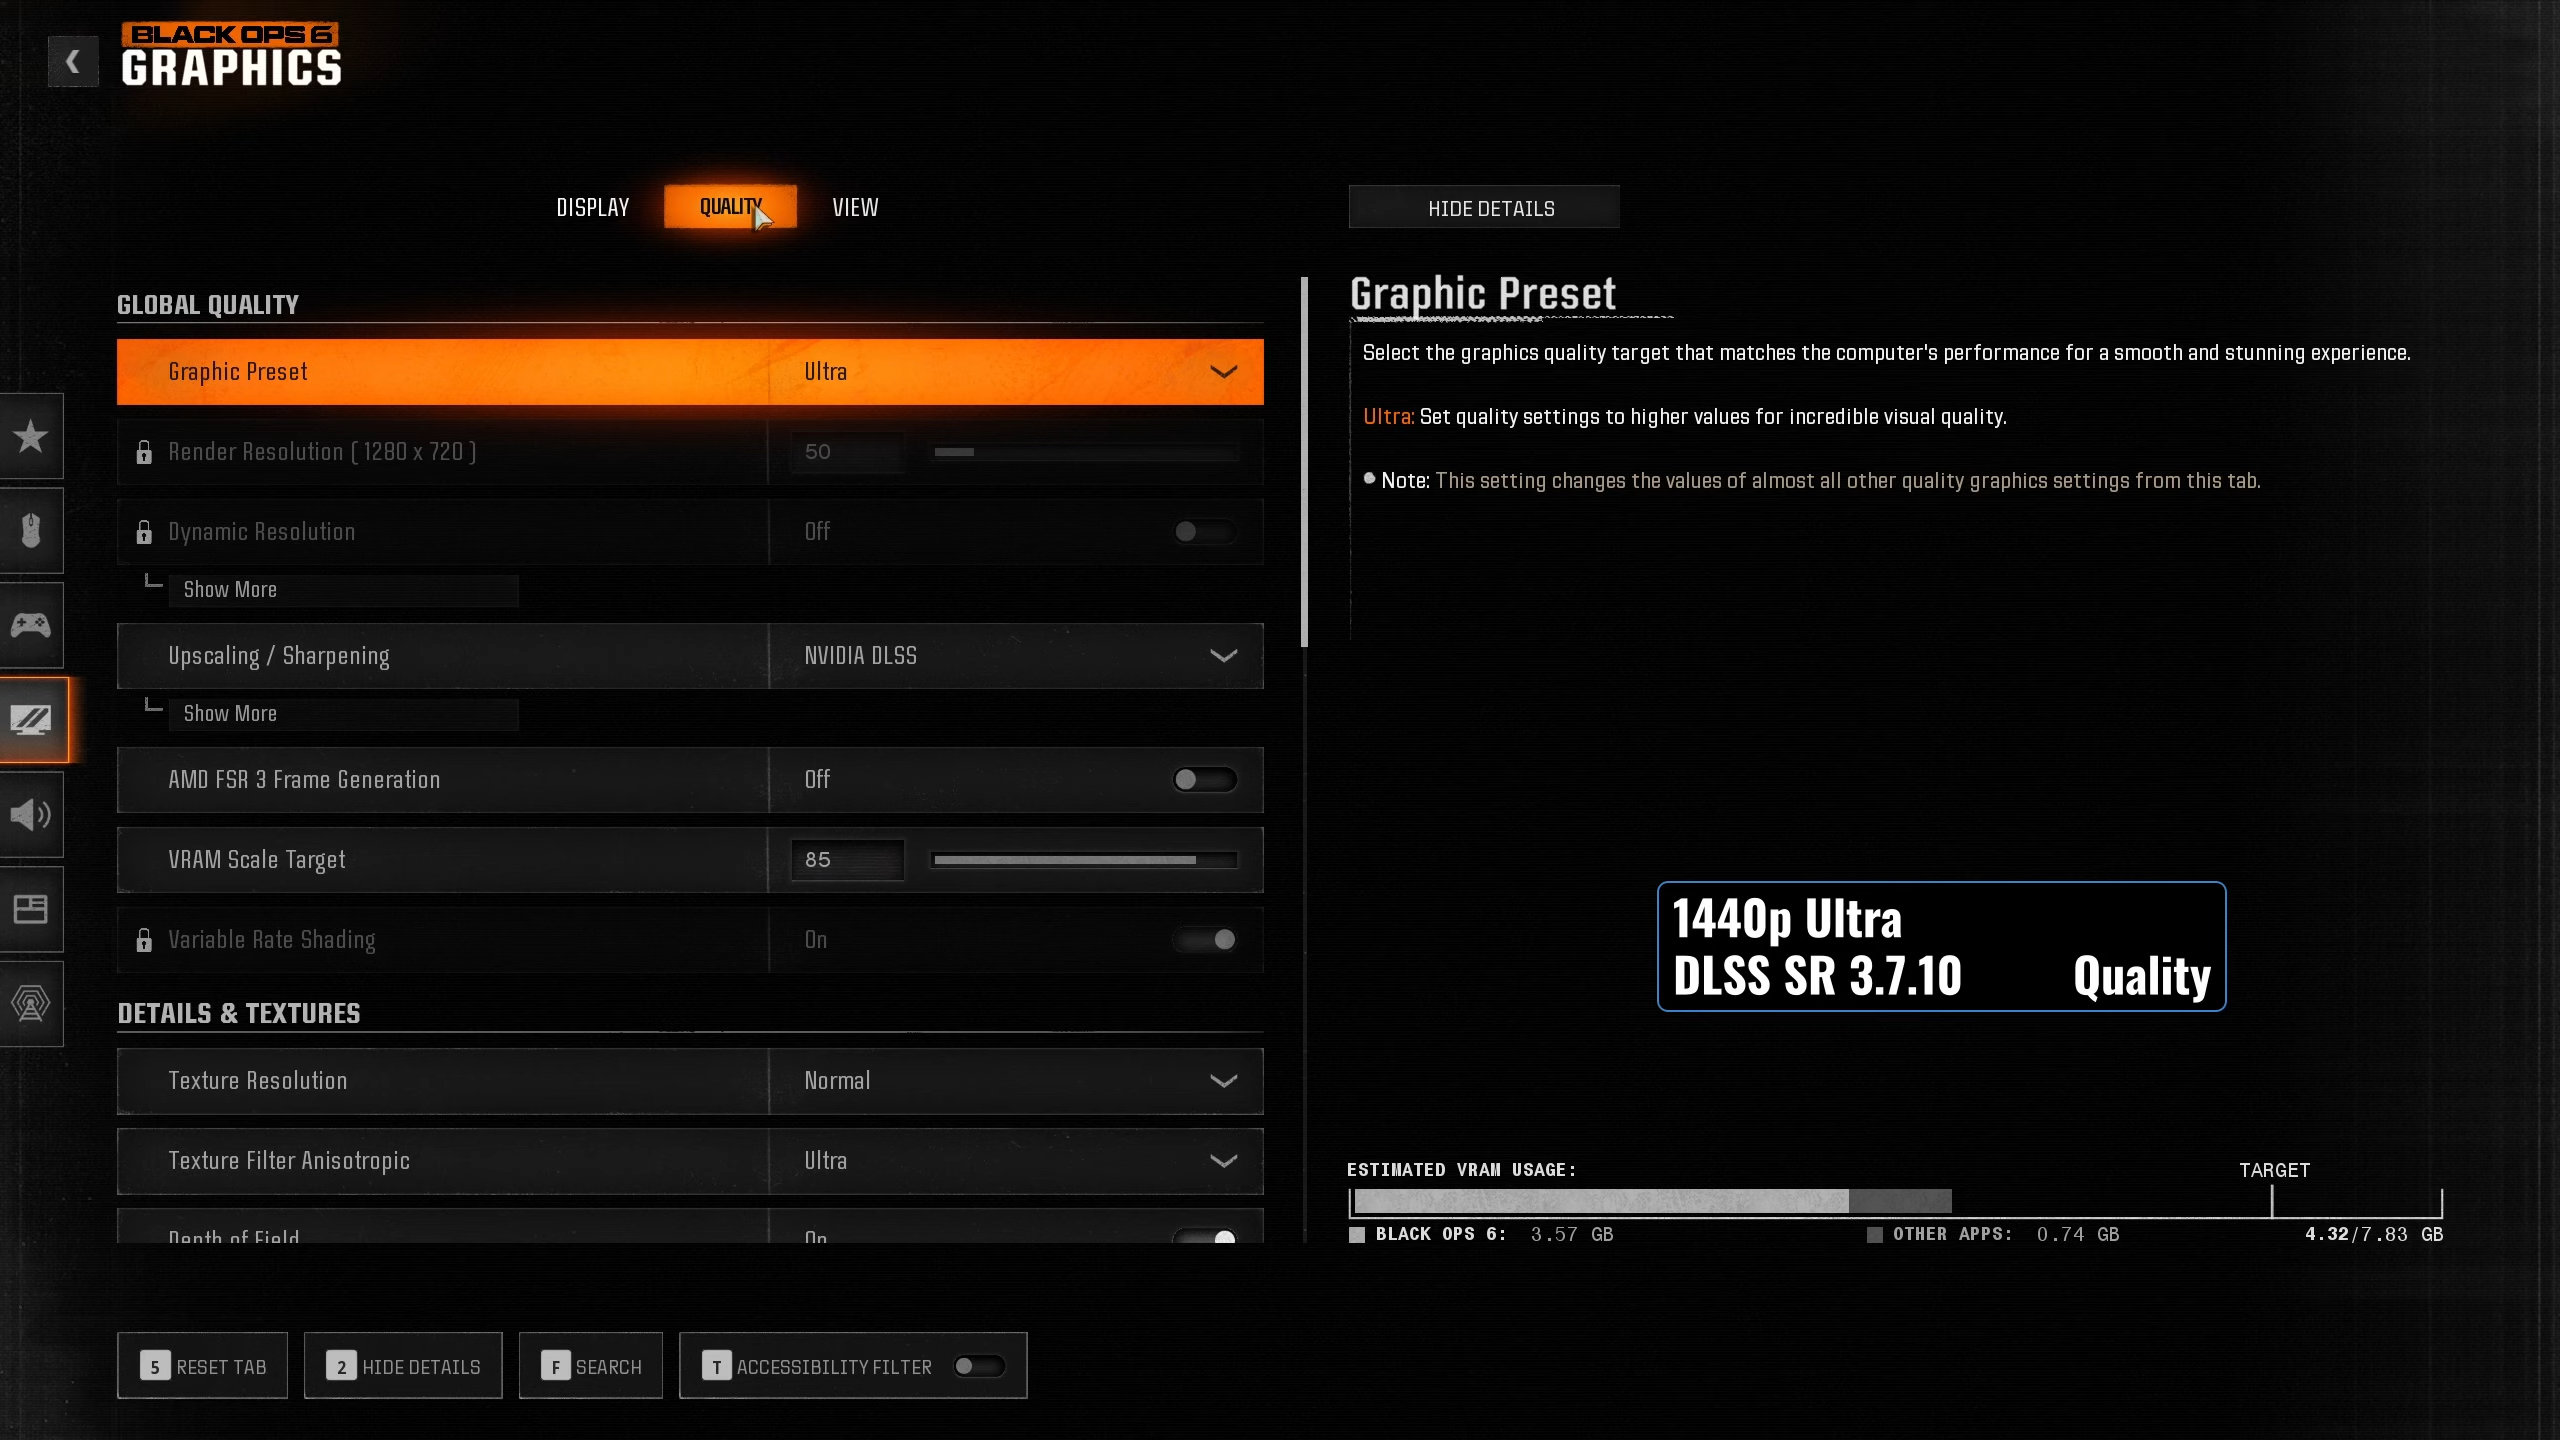 BLACK OPS 6
GRAPHICS
DISPLAY QUALITY VIEW
HIDE DETAILS
GLOBAL QUALITY
Graphic Preset Ultra
Render Resolution ( 1280 x 720 ) 50
Dynamic Resolution Off
Show More
Upscaling / Sharpening NVIDIA DLSS
Show More
AMD FSR 3 Frame Generation Off
VRAM Scale Target 85
Variable Rate Shading On
DETAILS & TEXTURES
Texture Resolution Normal
Texture Filter Anisotropic Ultra
Depth of Field On
Graphic Preset
Select the graphics quality target that matches the computer's performance for a smooth and stunning experience.
Ultra: Set quality settings to higher values for incredible visual quality.
Note: This setting changes the values of almost all other quality graphics settings from this tab.
1440p Ultra
DLSS SR 3.7.10 Quality
ESTIMATED VRAM USAGE: TARGET
BLACK OPS 6: 3.57 GB OTHER APPS: 0.74 GB 4.32/7.83 GB
5 RESET TAB 2 HIDE DETAILS F SEARCH T ACCESSIBILITY FILTER